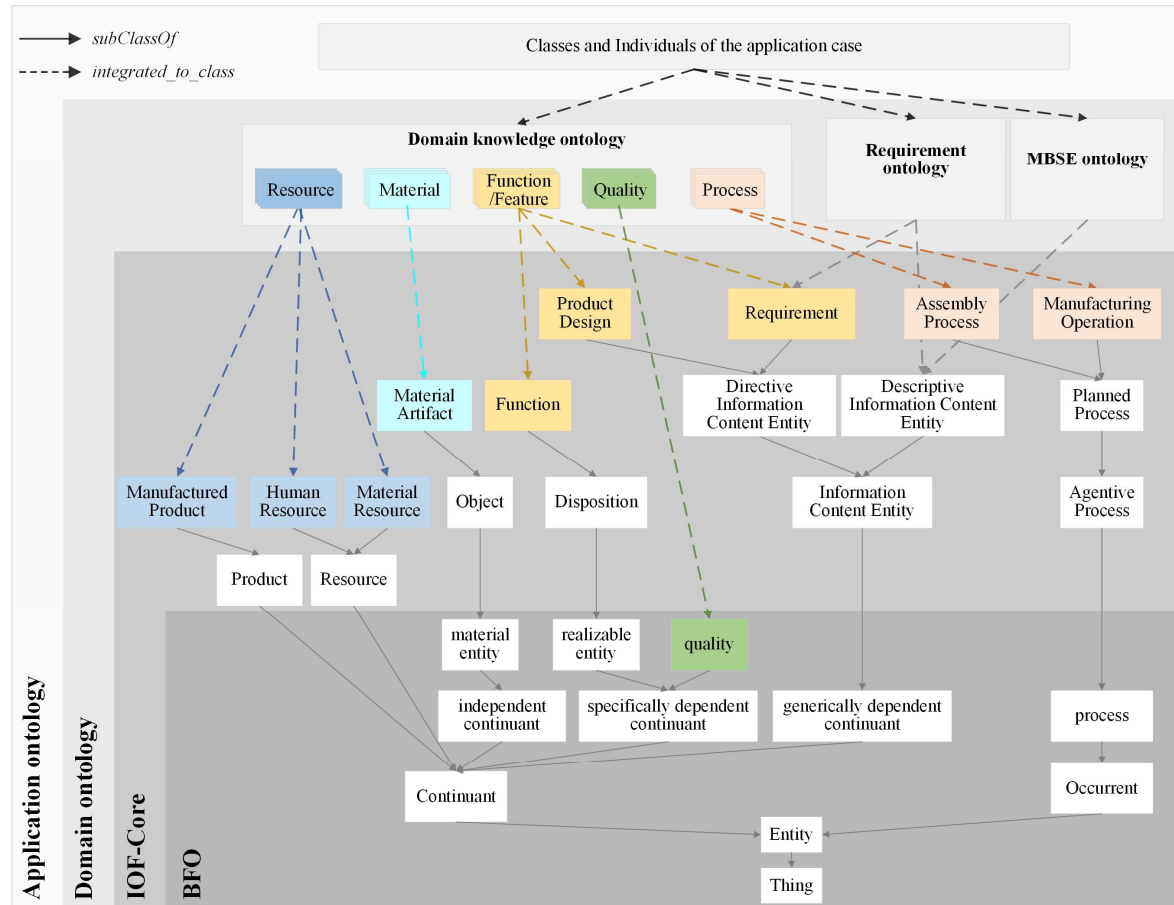 subClassOf
integrated_to_class
Classes and Individuals of the application case
Domain knowledge ontology
Resource
Material
Function
/Feature
Quality
Process
Requirement
ontology
MBSE ontology
Product
Design
Requirement
Assembly
Process
Manufacturing
Operation
Material
Artifact
Function
Directive
Information
Content Entity
Descriptive
Information Content
Entity
Planned
Process
Manufactured
Product
Human
Resource
Material
Resource
Object
Disposition
Information
Content Entity
Agentive
Process
Product
Resource
material
entity
realizable
entity
quality
independent
continuant
specifically dependent
continuant
generically dependent
continuant
process
Continuant
Occurrent
Entity
Thing
Application ontology
Domain ontology
IOF-Core
BFO